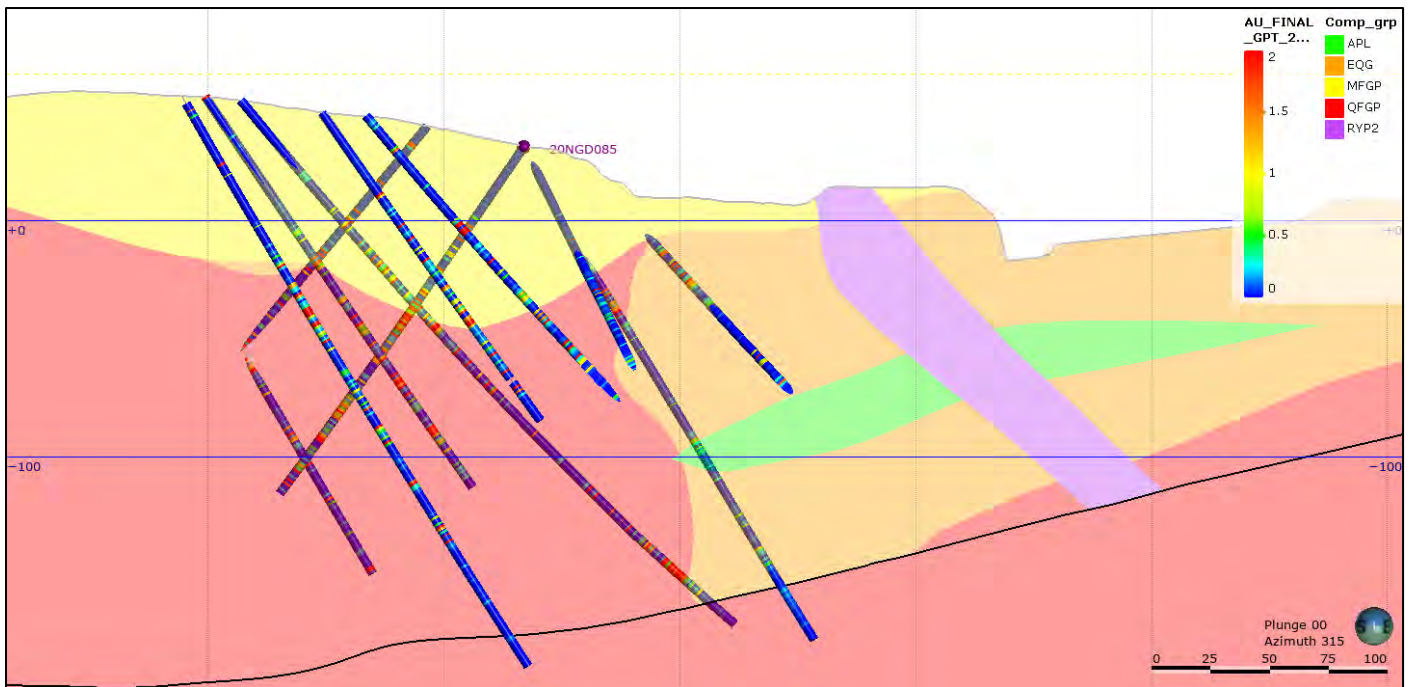 AU_FINAL Comp_grp
_GPT_2...
2
APL
EQG
1.5
MFGP
QFGP
RYP2
1
0.5
0
20NGD085
+0
+0
-100
-100
Plunge 00
Azimuth 315
0 25 50 75 100